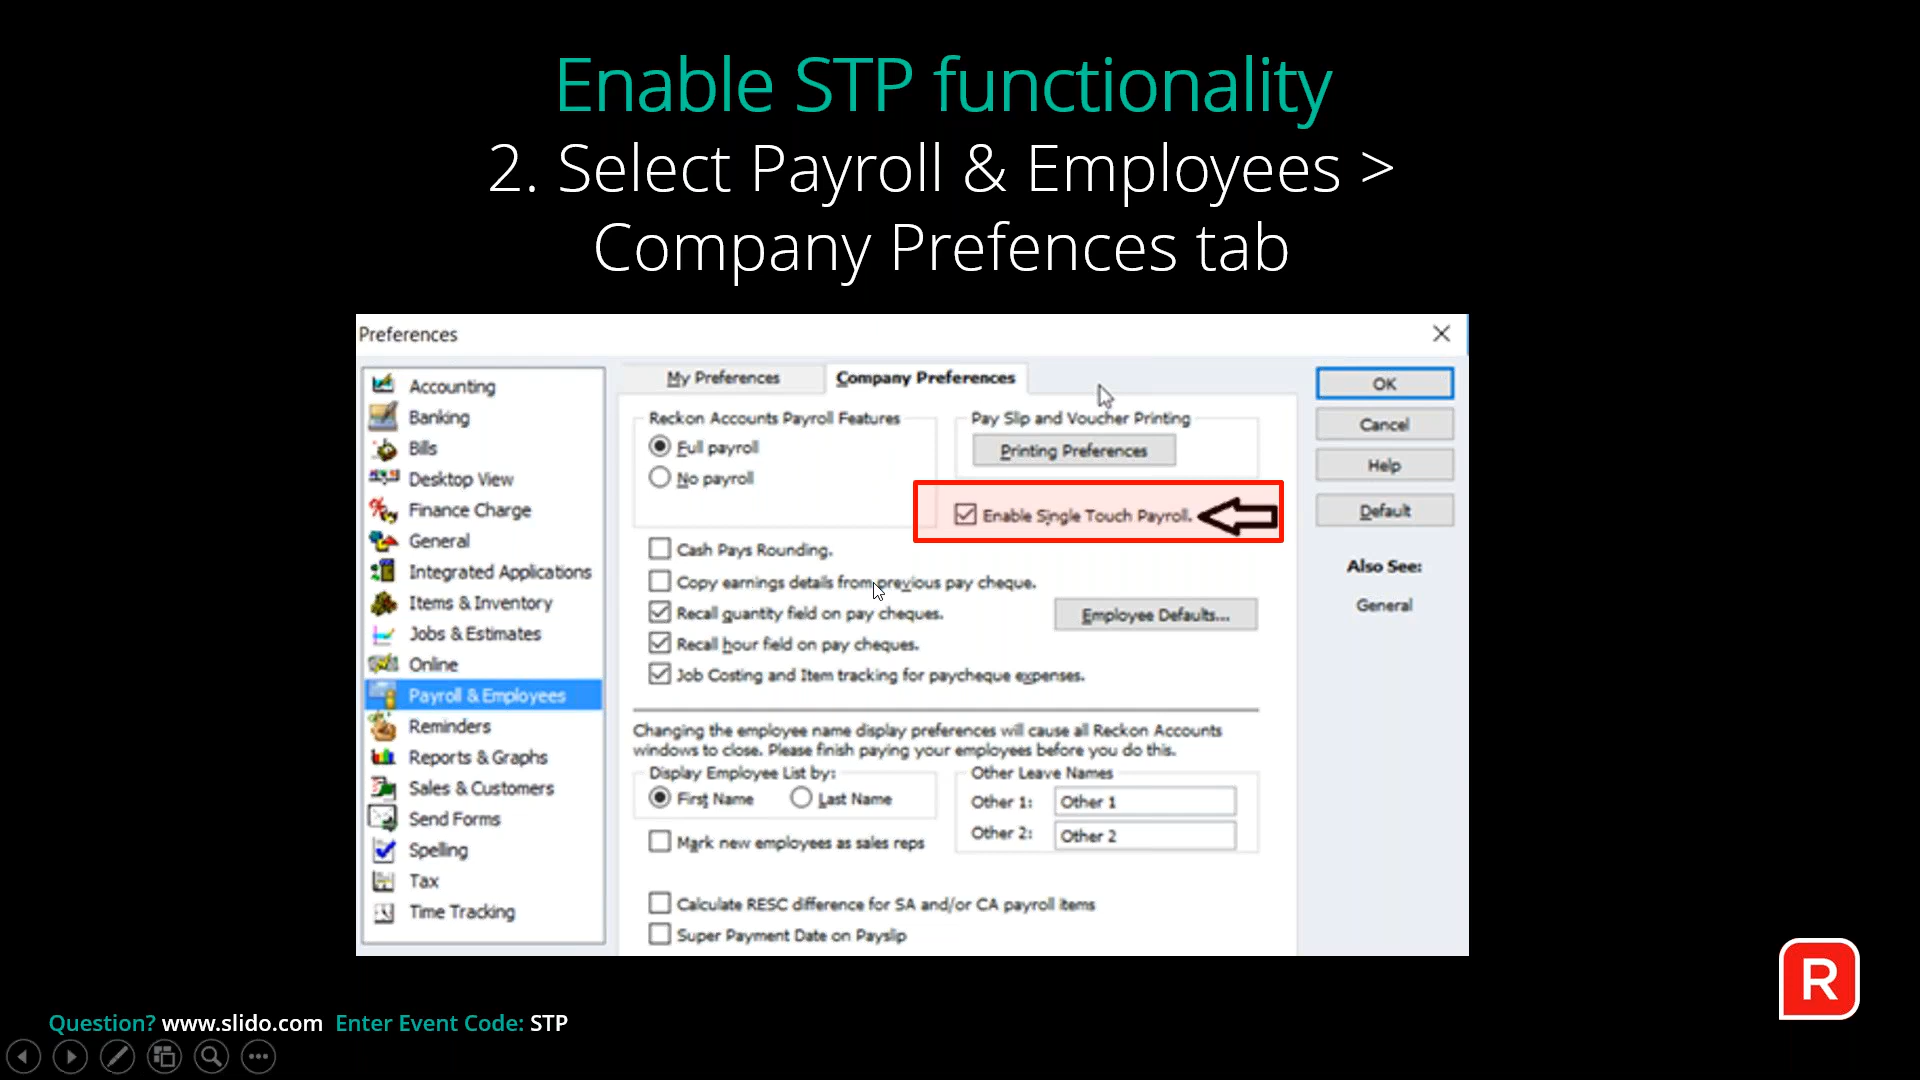 Enable STP functionality
2. Select Payroll & Employees >
Company Prefences tab
Preferences
Accounting
Banking
Bills
Desktop View
Finance Charge
General
Integrated Applications
Items & Inventory
Jobs & Estimates
Online
Payroll & Employees
Reminders
Reports & Graphs
Sales & Customers
Send Forms
Spelling
Tax
Time Tracking
My Preferences
Company Preferences
Reckon Accounts Payroll Features
Full payroll
No payroll
Pay Slip and Voucher Printing
Printing Preferences
Enable Single Touch Payroll.
Cash Pays Rounding.
Copy earnings details from previous pay cheque.
Recall quantity field on pay cheques.
Employee Defaults...
Recall hour field on pay cheques.
Job Costing and Item tracking for paycheque expenses.
Changing the employee name display preferences will cause all Reckon Accounts
windows to close. Please finish paying your employees before you do this.
Display Employee List by:
First Name
Last Name
Other Leave Names
Other 1: Other 1
Other 2: Other 2
Mark new employees as sales reps
Calculate RESC difference for SA and/or CA payroll items
Super Payment Date on Payslip
OK
Cancel
Help
Default
Also See:
General
R
Question? www.slido.com Enter Event Code: STP